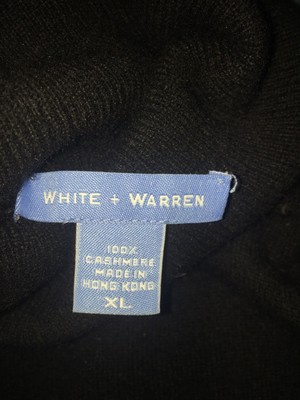 WHITE + WARREN
100%
CASHMERE
MADE IN
HONG KONG
XL